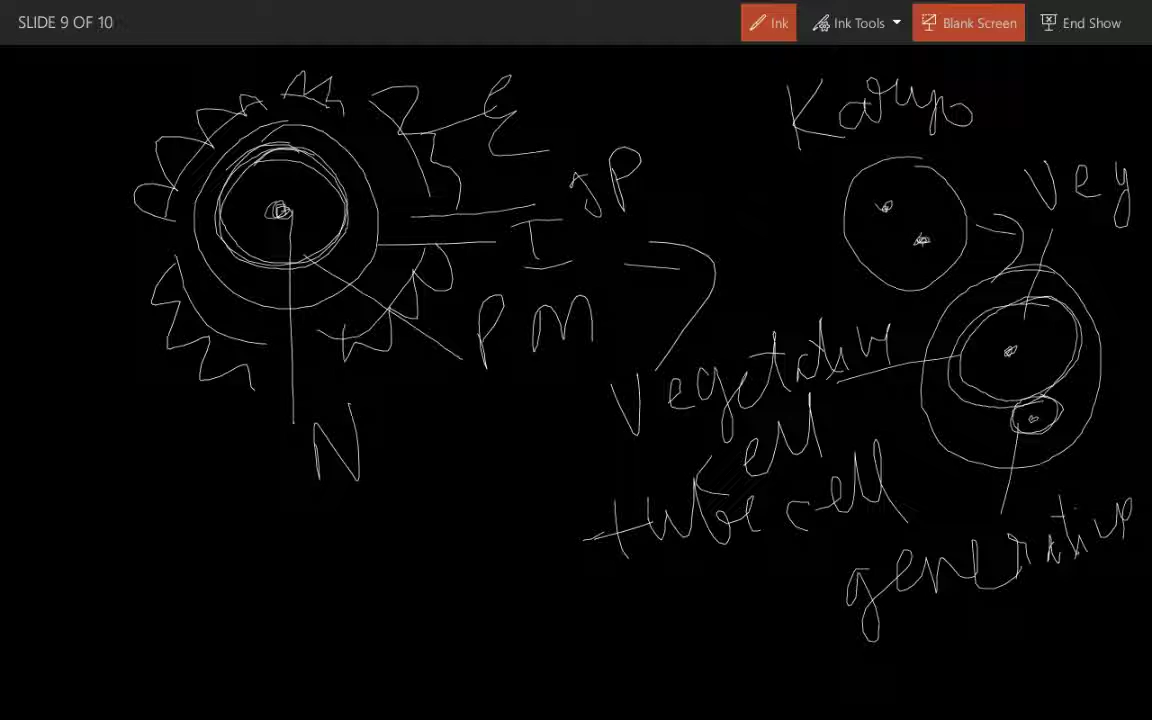 SLIDE 9 OF 10
Ink
Ink Tools
Blank Screen
End Show
E
Karyo
GP
Veg
I
PM
Vegetative
cell
N
tube cell
generative